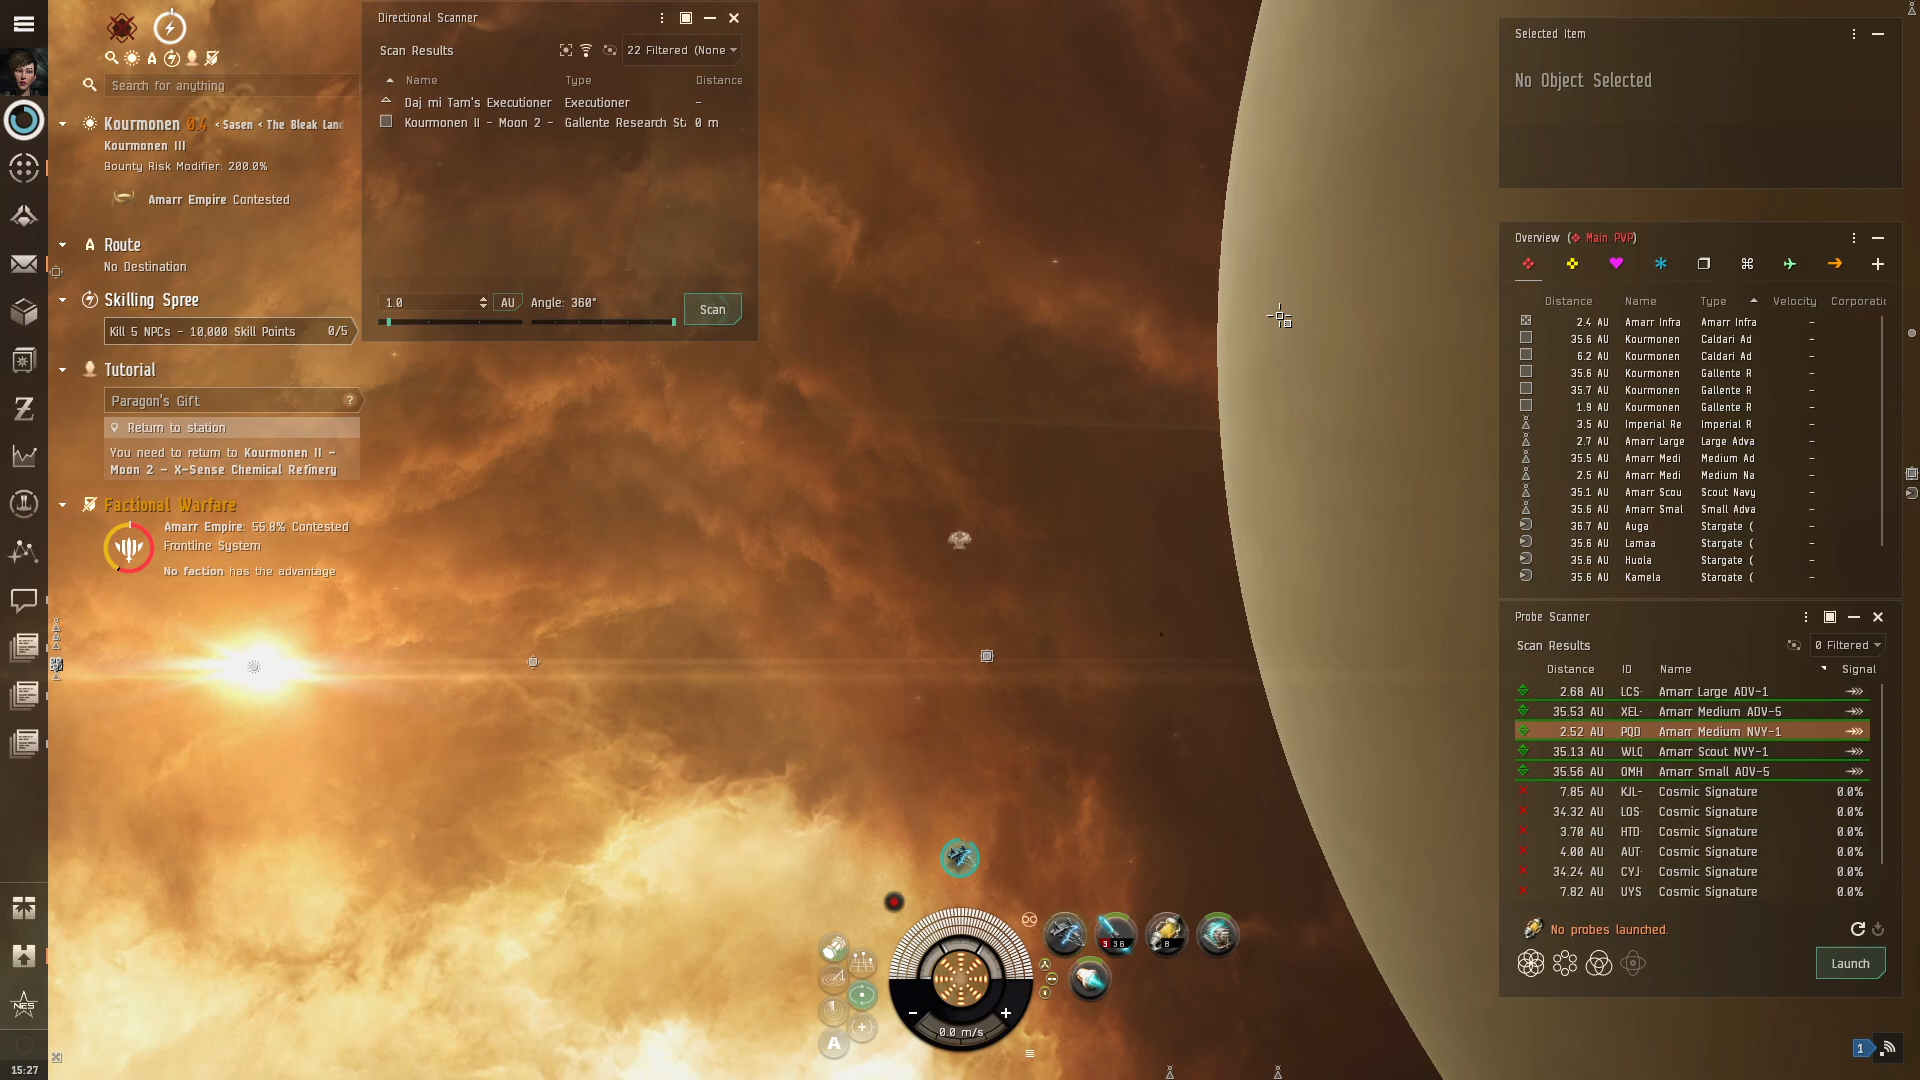 Search for anything
Kourmonen 0.4 < Sasen < The Bleak Land
Kourmonen III
Bounty Risk Modifier: 200.0%
Amarr Empire Contested
A Route
No Destination
Skilling Spree
Kill 5 NPCs - 10,000 Skill Points 0/5
Tutorial
Paragon's Gift ?
Return to station
You need to return to Kourmonen II -
Moon 2 - X-Sense Chemical Refinery
Factional Warfare
Amarr Empire: 55.8% Contested
Frontline System
No faction has the advantage
NES
15:27
Directional Scanner
Scan Results 22 Filtered (None
Name Type Distance
Daj mi Tam's Executioner Executioner -
Kourmonen II - Moon 2 - Gallente Research St 0 m
1.0 AU Angle: 360° Scan
9 36 8
- +
0.0 m/s
A
Selected Item
No Object Selected
Overview (Main PVP)
Distance Name Type Velocity Corporati
2.4 AU Amarr Infra Amarr Infra -
35.6 AU Kourmonen Caldari Ad -
6.2 AU Kourmonen Caldari Ad -
35.6 AU Kourmonen Gallente R -
35.7 AU Kourmonen Gallente R -
1.9 AU Kourmonen Gallente R -
3.5 AU Imperial Re Imperial R -
2.7 AU Amarr Large Large Adva -
35.5 AU Amarr Medi Medium Ad -
2.5 AU Amarr Medi Medium Na -
35.1 AU Amarr Scou Scout Navy -
35.6 AU Amarr Smal Small Adva -
36.7 AU Auga Stargate ( -
35.6 AU Lamaa Stargate ( -
35.6 AU Huola Stargate ( -
35.6 AU Kamela Stargate ( -
Probe Scanner
Scan Results 0 Filtered
Distance ID Name Signal
2.68 AU LCS- Amarr Large ADV-1
35.53 AU XEL- Amarr Medium ADV-5
2.52 AU PQD Amarr Medium NVY-1
35.13 AU WLQ Amarr Scout NVY-1
35.56 AU OMH Amarr Small ADV-5
7.85 AU KJL- Cosmic Signature 0.0%
34.32 AU LOS- Cosmic Signature 0.0%
3.70 AU HTD- Cosmic Signature 0.0%
4.00 AU AUT- Cosmic Signature 0.0%
34.24 AU CYJ- Cosmic Signature 0.0%
7.82 AU UYS Cosmic Signature 0.0%
No probes launched.
Launch
1